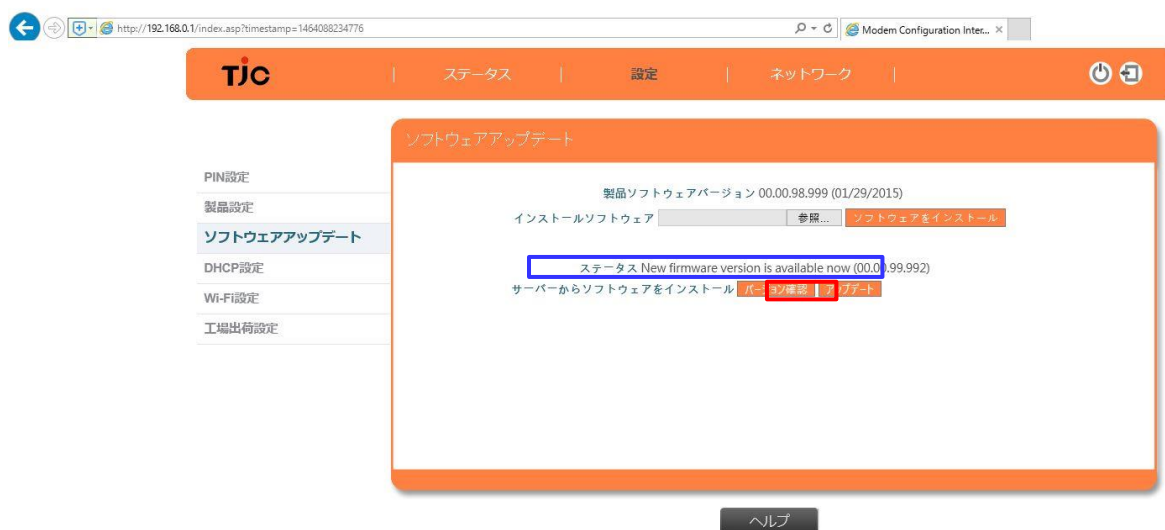 http://192.168.0.1/index.asp?timestamp=1464088234776
Modem Configuration Inter...
TJC
ステータス
設定
ネットワーク
ソフトウェアアップデート
PIN設定
製品設定
ソフトウェアアップデート
DHCP設定
Wi-Fi設定
工場出荷設定
製品ソフトウェアバージョン 00.00.98.999 (01/29/2015)
インストールソフトウェア 参照... ソフトウェアをインストール
ステータス New firmware version is available now (00.00.99.992)
サーバーからソフトウェアをインストール バージョン確認 アップデート
ヘルプ